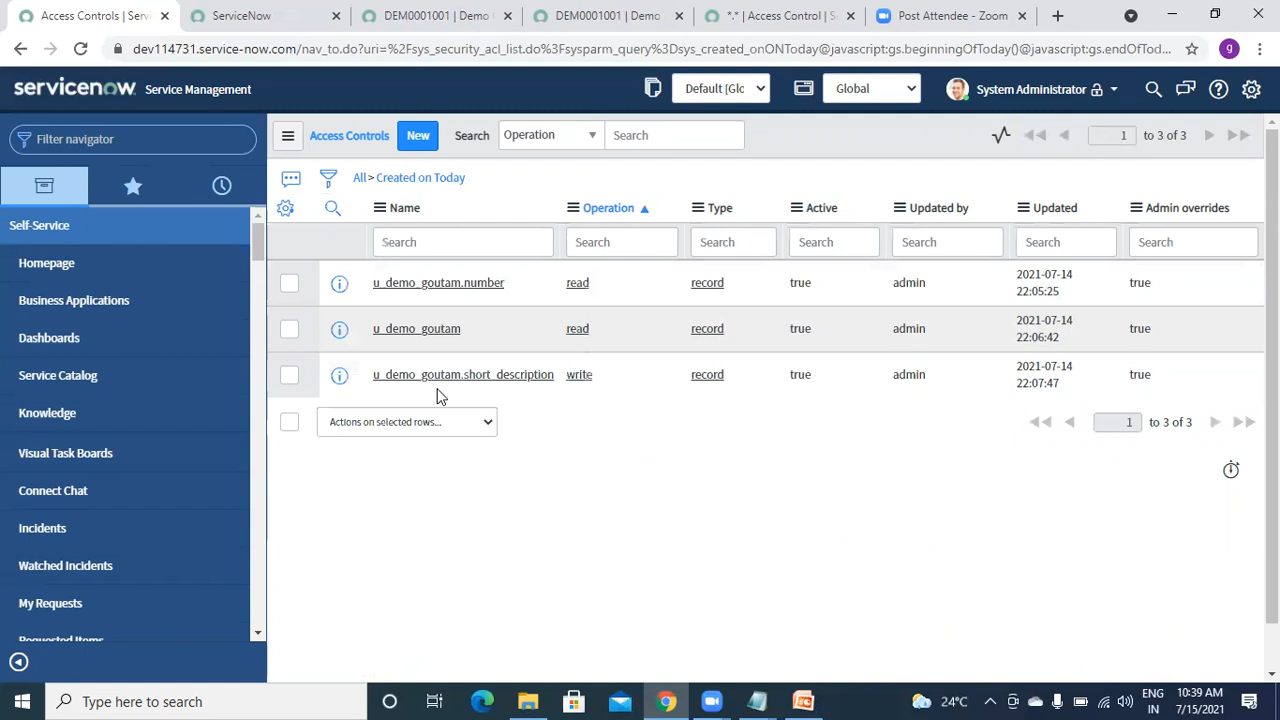 Access Controls | Servi
ServiceNow
DEM0001001 | Demo
DEM0001001 | Demo
*.* | Access Control | S
Post Attendee - Zoom
dev114731.service-now.com/nav_to.do?uri=%2Fsys_security_acl_list.do%3Fsysparm_query%3Dsys_created_onONToday@javascript:gs.beginningOfToday()@javascript:gs.endOfTod...
g
servicenow Service Management
Default [Glo
Global
System Administrator
Filter navigator
Access Controls New Search Operation Search
1 to 3 of 3
All > Created on Today
Name Operation Type Active Updated by Updated Admin overrides
Search Search Search Search Search Search Search
u_demo_goutam.number read record true admin 2021-07-14 22:05:25 true
u_demo_goutam read record true admin 2021-07-14 22:06:42 true
u_demo_goutam.short_description write record true admin 2021-07-14 22:07:47 true
Actions on selected rows...
1 to 3 of 3
Self-Service
Homepage
Business Applications
Dashboards
Service Catalog
Knowledge
Visual Task Boards
Connect Chat
Incidents
Watched Incidents
My Requests
Requested Items
Type here to search
24°C
ENG
IN
10:39 AM
7/15/2021